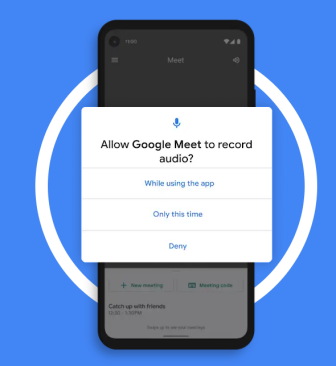 Meet
Allow Google Meet to record
audio?
While using the app
Only this time
Deny
+ New meeting
Meeting code
Catch up with friends